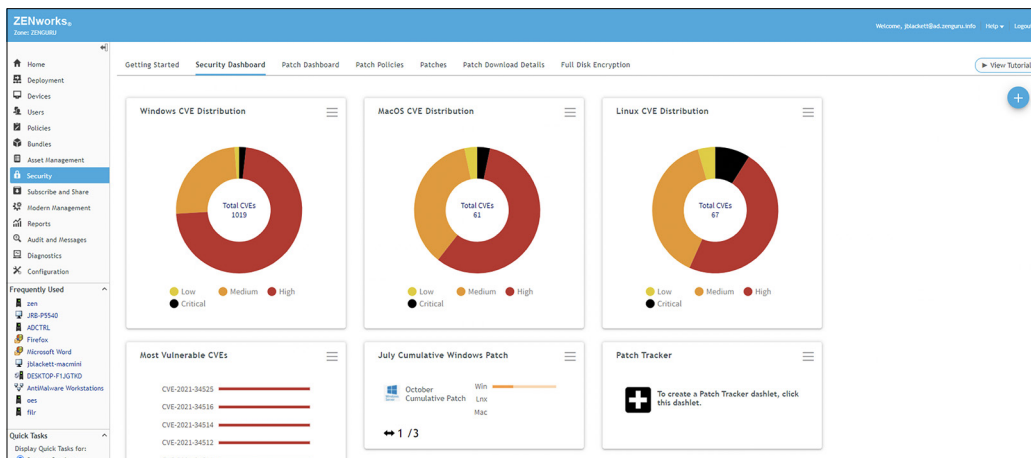 ZENworks®
Zone: ZENGURU
Welcome, jblackett@ad.zenguru.info Help Logout
Home
Deployment
Devices
Users
Policies
Bundles
Asset Management
Security
Subscribe and Share
Modern Management
Reports
Audit and Messages
Diagnostics
Configuration
Frequently Used
zen
JRB-P5540
ADCTRL
Firefox
Microsoft Word
jblackett-macmini
DESKTOP-F1JGTKD
AntiMalware Workstations
oes
filr
Quick Tasks
Display Quick Tasks for:
Getting Started Security Dashboard Patch Dashboard Patch Policies Patches Patch Download Details Full Disk Encryption
View Tutorial
Windows CVE Distribution
Total CVEs
1019
Low Medium High
Critical
MacOS CVE Distribution
Total CVEs
61
Low Medium High
Critical
Linux CVE Distribution
Total CVEs
67
Low Medium High
Critical
Most Vulnerable CVEs
CVE-2021-34525
CVE-2021-34516
CVE-2021-34514
CVE-2021-34512
July Cumulative Windows Patch
October
Cumulative Patch
Win
Lnx
Mac
1 /3
Patch Tracker
To create a Patch Tracker dashlet, click
this dashlet.